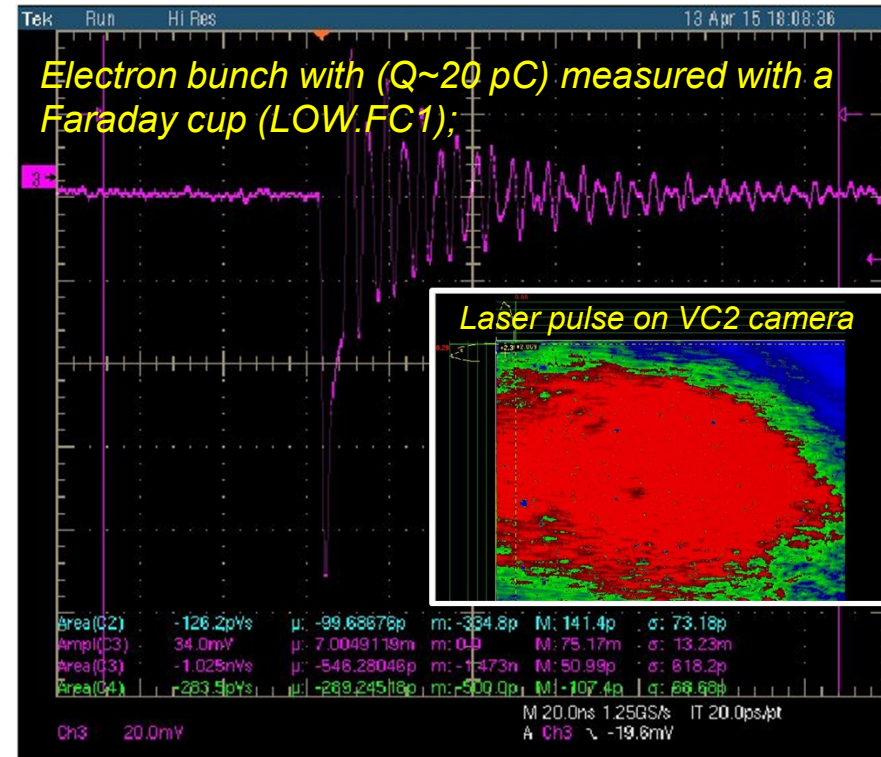 Tek Run Hi Res 13 Apr 15 18:08:36
Electron bunch with (Q~20 pC) measured with a
Faraday cup (LOW.FC1);
3
Laser pulse on VC2 camera
Area(C2) -126.2pVs µ: -99.68676p m: -334.8p M: 141.4p σ: 73.18p
Ampl(C3) 34.0mV µ: 7.0049119m m: 0.0 M: 75.17m σ: 13.23m
Area(C3) -1.025nVs µ: -546.28046p m: -1.473n M: 50.99p σ: 618.2p
Area(C4) -283.5pVs µ: -289.24518p m: -500.0p M: -107.4p σ: 68.68p
M 20.0ns 1.25GS/s IT 20.0ps/pt
Ch3 20.0mV A Ch3 -19.6mV